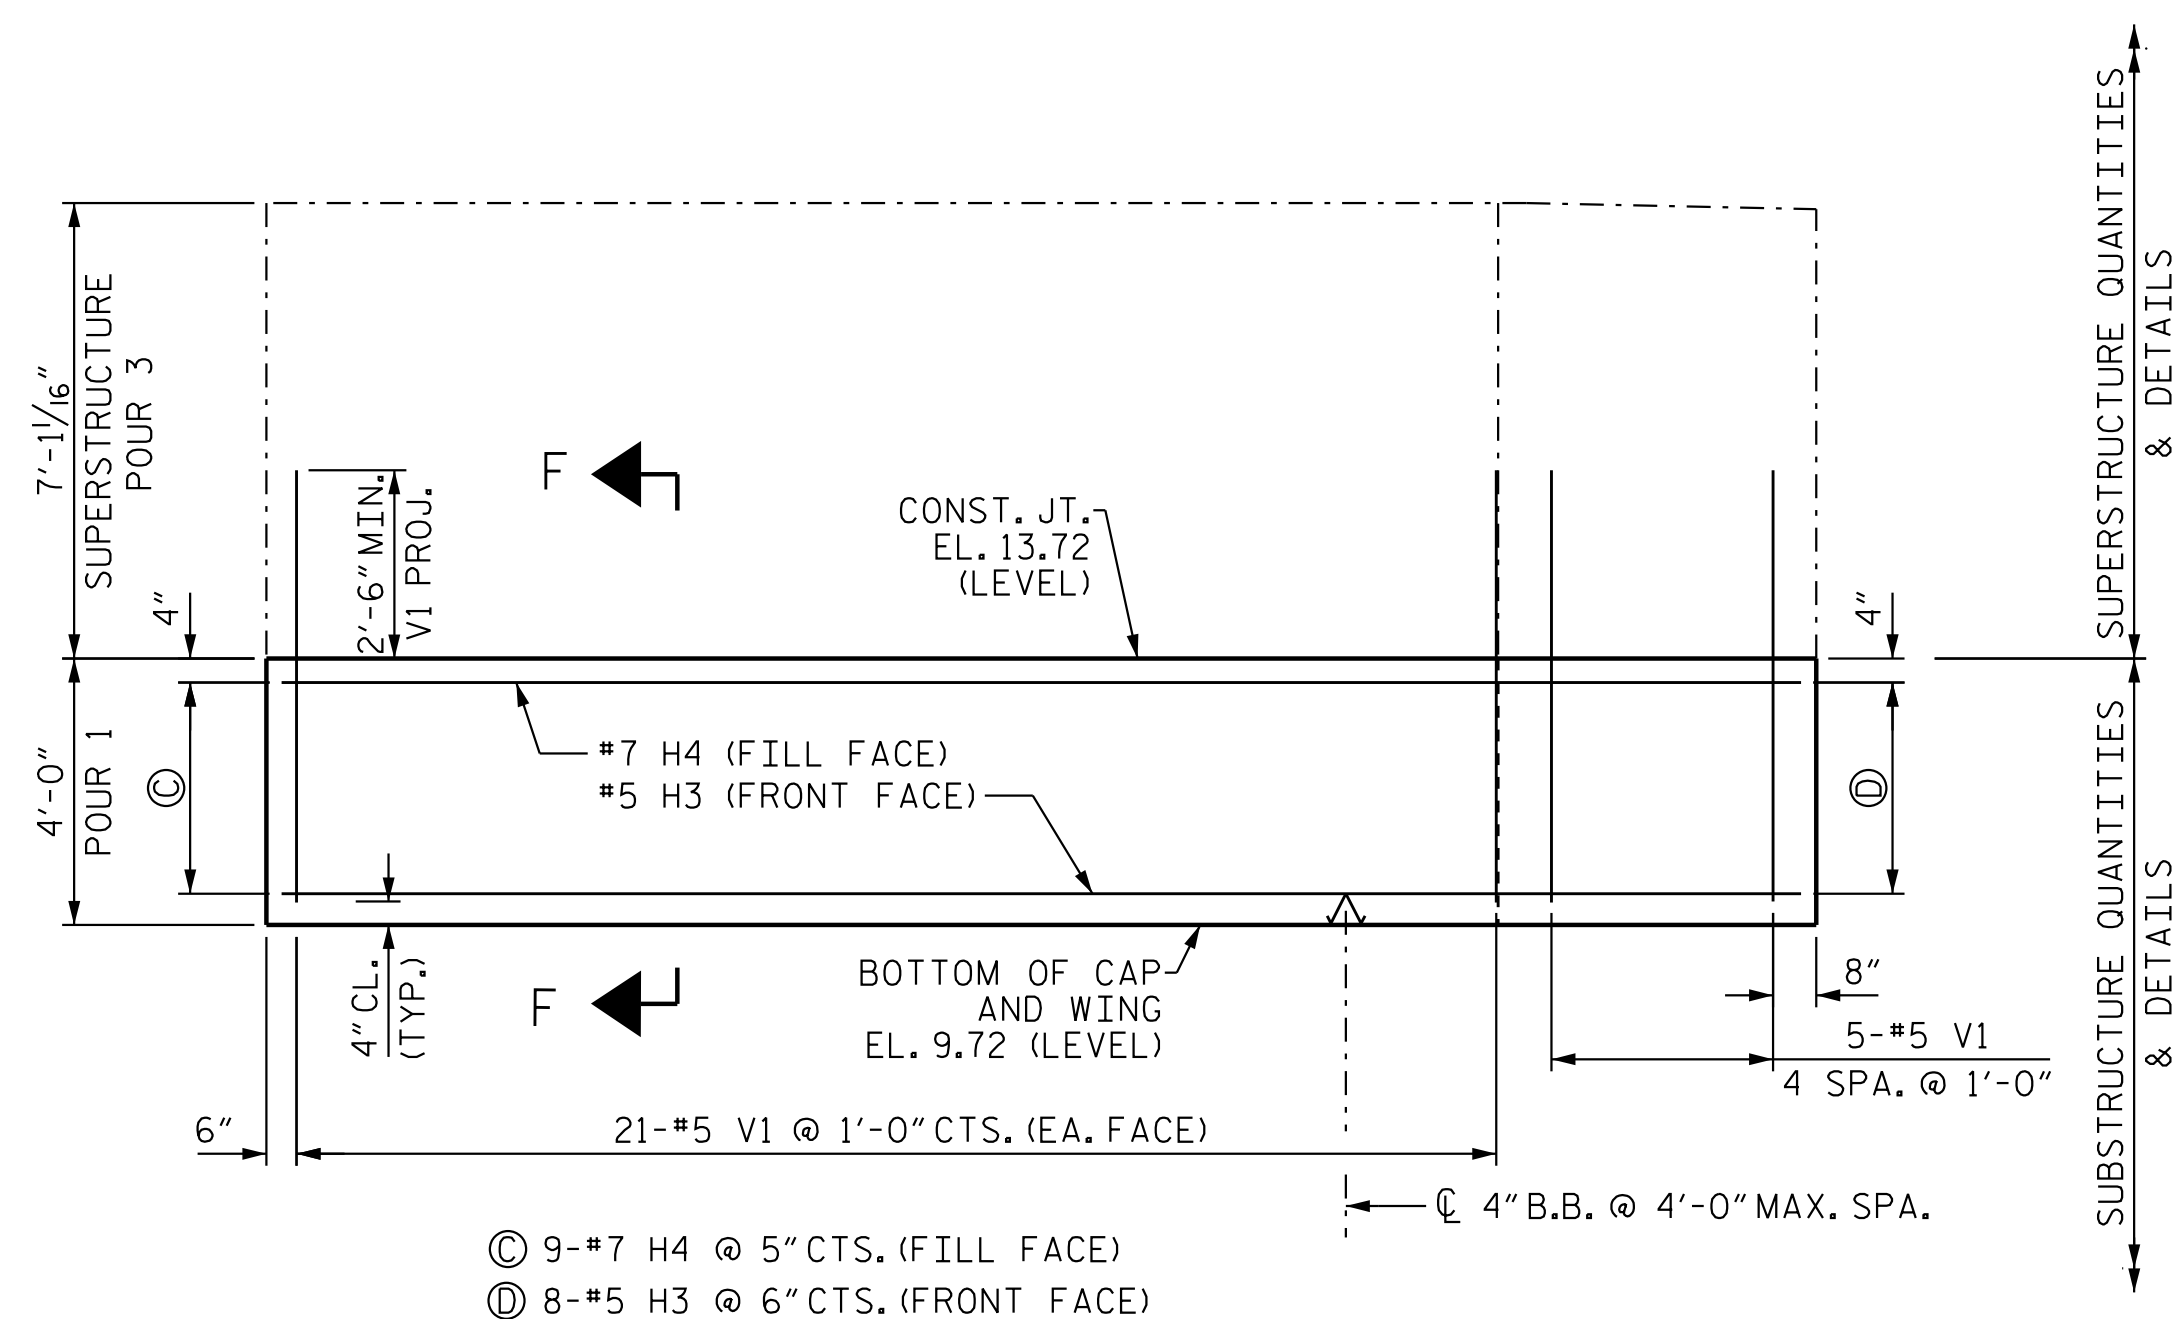 7'-1 1/16"
SUPERSTRUCTURE
POUR 3
4"
2'-6" MIN.
V1 PROJ.
F
CONST. JT.
EL. 13.72
(LEVEL)
4"
SUPERSTRUCTURE QUANTITIES
& DETAILS
4'-0"
POUR 1
C
#7 H4 (FILL FACE)
#5 H3 (FRONT FACE)
D
4" CL.
(TYP.)
F
BOTTOM OF CAP
AND WING
EL. 9.72 (LEVEL)
8"
5-#5 V1
4 SPA. @ 1'-0"
SUBSTRUCTURE QUANTITIES
& DETAILS
6"
21-#5 V1 @ 1'-0" CTS. (EA. FACE)
℄ 4" B.B. @ 4'-0" MAX. SPA.
Ⓒ 9-#7 H4 @ 5" CTS. (FILL FACE)
Ⓓ 8-#5 H3 @ 6" CTS. (FRONT FACE)